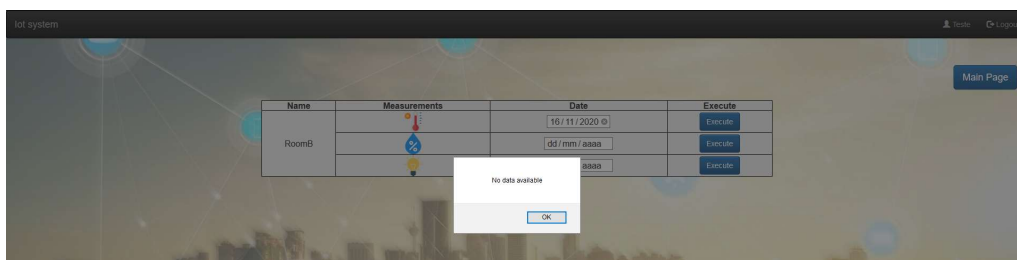 Iot system
Teste Logou
Main Page
Name Measurements Date Execute
16 / 11 / 2020 Execute
RoomB % dd / mm / aaaa Execute
/ aaaa Execute
No data available
OK